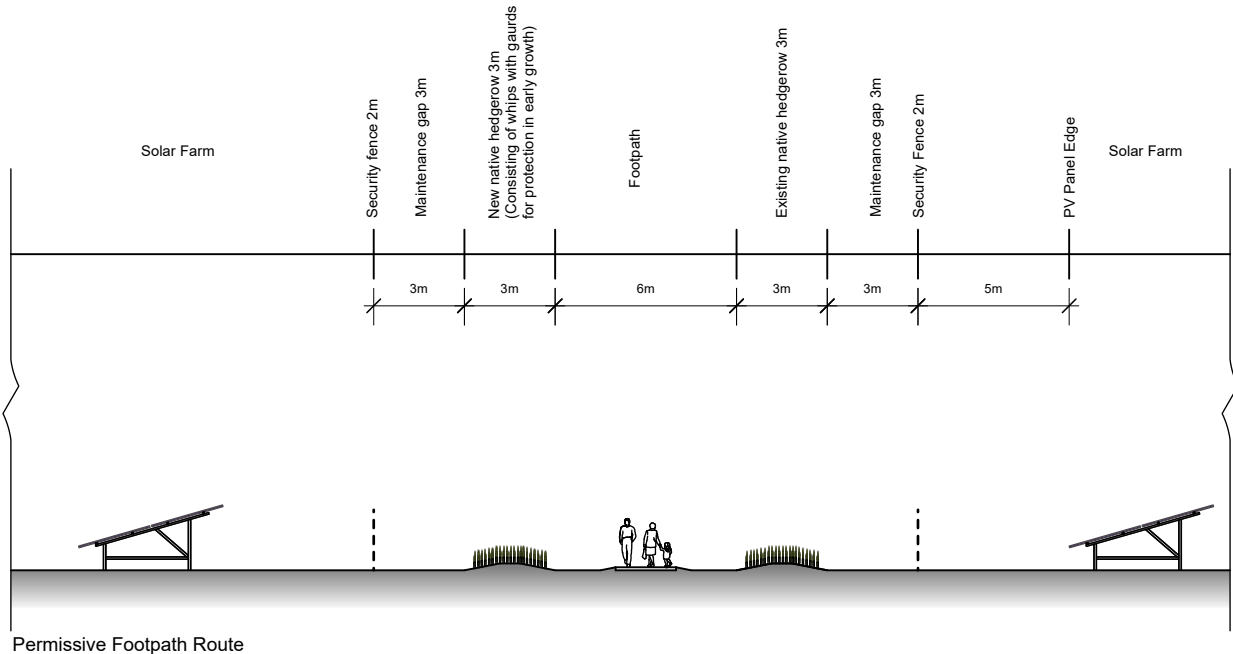 Solar Farm
Security fence 2m
Maintenance gap 3m
New native hedgerow 3m
(Consisting of whips with gaurds
for protection in early growth)
Footpath
Existing native hedgerow 3m
Maintenance gap 3m
Security Fence 2m
PV Panel Edge
Solar Farm
3m
3m
6m
3m
3m
5m
Permissive Footpath Route